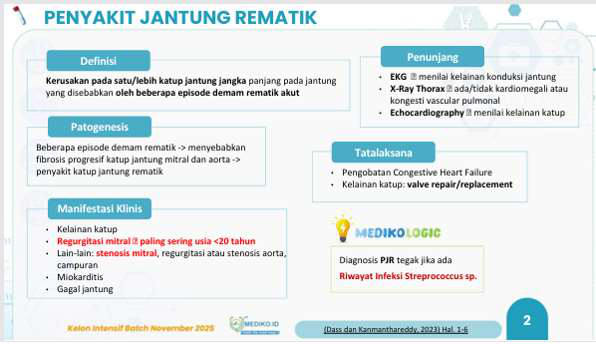 PENYAKIT JANTUNG REMATIK
Definisi
Kerusakan pada satu/lebih katup jantung jangka panjang pada jantung
yang disebabkan oleh beberapa episode demam rematik akut
Patogenesis
Beberapa episode demam rematik -> menyebabkan
fibrosis progresif katup jantung mitral dan aorta ->
penyakit katup jantung rematik
Manifestasi Klinis
• Kelainan katup
• Regurgitasi mitral ⍰ paling sering usia <20 tahun
• Lain-lain: stenosis mitral, regurgitasi atau stenosis aorta,
campuran
• Miokarditis
• Gagal jantung
Penunjang
• EKG ⍰ menilai kelainan konduksi jantung
• X-Ray Thorax ⍰ ada/tidak kardiomegali atau
kongesti vascular pulmonal
• Echocardiography ⍰ menilai kelainan katup
Tatalaksana
• Pengobatan Congestive Heart Failure
• Kelainan katup: valve repair/replacement
MEDIKOLOGIC
Diagnosis PJR tegak jika ada
Riwayat Infeksi Streprococcus sp.
Kelon Intensif Batch November 2025
MEDIKO.ID
(Dass dan Kanmanthareddy, 2023) Hal. 1-6
2